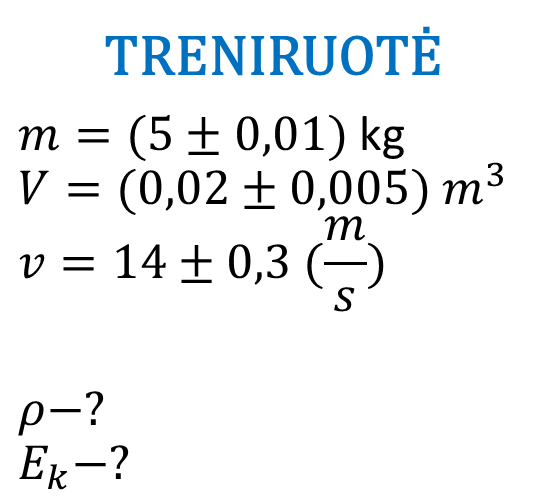 TRENIRUOTĖ
m = (5 ± 0,01) kg
V = (0,02 ± 0,005) m³
v = 14 ± 0,3 (m/s)
ρ−?
Eₖ−?